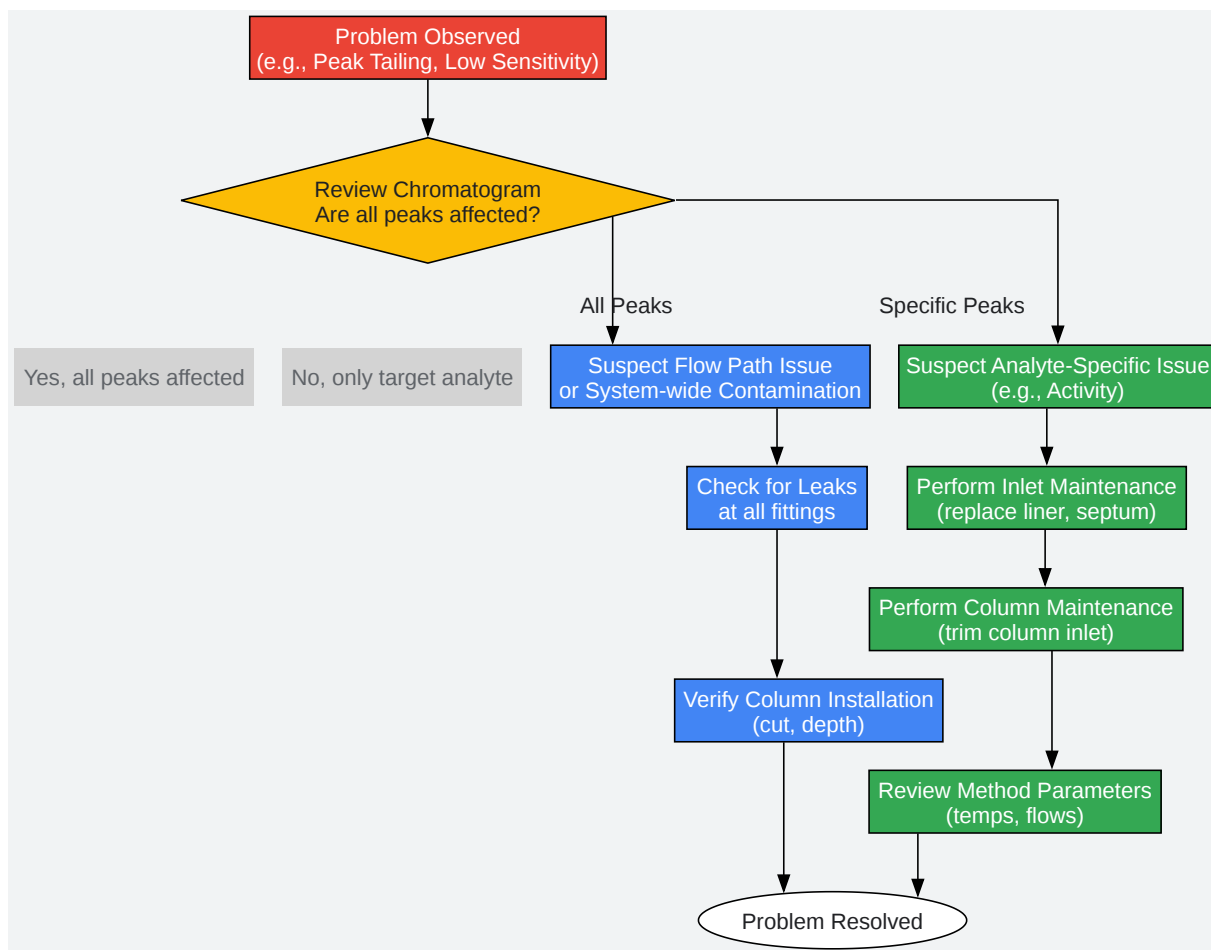 Problem Observed
(e.g., Peak Tailing, Low Sensitivity)
Review Chromatogram
Are all peaks affected?
All Peaks
Specific Peaks
Yes, all peaks affected
No, only target analyte
Suspect Flow Path Issue
or System-wide Contamination
Suspect Analyte-Specific Issue
(e.g., Activity)
Check for Leaks
at all fittings
Perform Inlet Maintenance
(replace liner, septum)
Perform Column Maintenance
(trim column inlet)
Verify Column Installation
(cut, depth)
Review Method Parameters
(temps, flows)
Problem Resolved